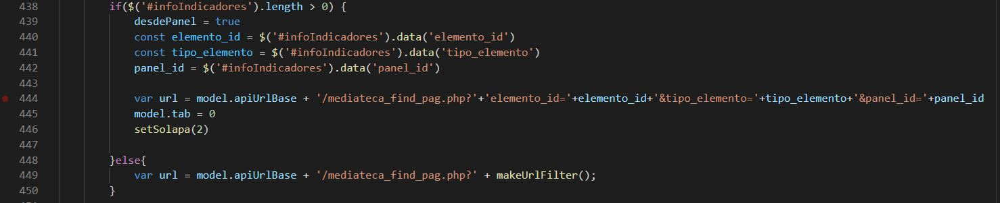 438 if($('#infoIndicadores').length > 0) {
439 desdePanel = true
440 const elemento_id = $('#infoIndicadores').data('elemento_id')
441 const tipo_elemento = $('#infoIndicadores').data('tipo_elemento')
442 panel_id = $('#infoIndicadores').data('panel_id')
443
444 var url = model.apiUrlBase + '/mediateca_find_pag.php?'+'elemento_id='+elemento_id+'&tipo_elemento='+tipo_elemento+'&panel_id='+panel_id
445 model.tab = 0
446 setSolapa(2)
447
448 }else{
449 var url = model.apiUrlBase + '/mediateca_find_pag.php?' + makeUrlFilter();
450 }